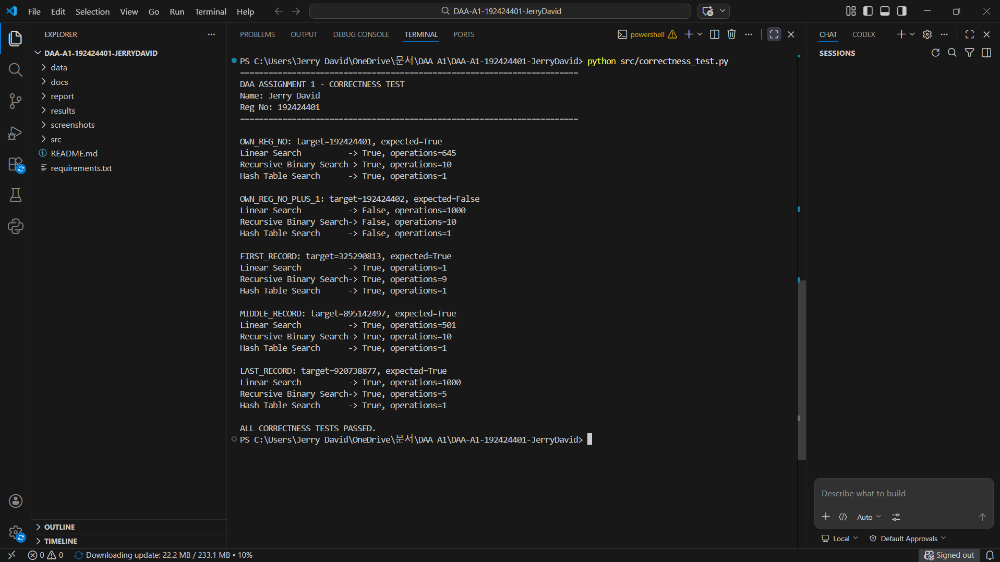 File Edit Selection View Go Run Terminal Help
DAA-A1-192424401-JerryDavid
EXPLORER
DAA-A1-192424401-JERRYDAVID
data
docs
report
results
screenshots
src
README.md
requirements.txt
OUTLINE
TIMELINE
PROBLEMS OUTPUT DEBUG CONSOLE TERMINAL PORTS
powershell
PS C:\Users\Jerry David\OneDrive\문서\DAA A1\DAA-A1-192424401-JerryDavid> python src/correctness_test.py
========================================================================
DAA ASSIGNMENT 1 - CORRECTNESS TEST
Name: Jerry David
Reg No: 192424401
========================================================================
OWN_REG_NO: target=192424401, expected=True
Linear Search -> True, operations=645
Recursive Binary Search-> True, operations=10
Hash Table Search -> True, operations=1
OWN_REG_NO_PLUS_1: target=192424402, expected=False
Linear Search -> False, operations=1000
Recursive Binary Search-> False, operations=10
Hash Table Search -> False, operations=1
FIRST_RECORD: target=325290813, expected=True
Linear Search -> True, operations=1
Recursive Binary Search-> True, operations=9
Hash Table Search -> True, operations=1
MIDDLE_RECORD: target=895142497, expected=True
Linear Search -> True, operations=501
Recursive Binary Search-> True, operations=10
Hash Table Search -> True, operations=1
LAST_RECORD: target=920738877, expected=True
Linear Search -> True, operations=1000
Recursive Binary Search-> True, operations=5
Hash Table Search -> True, operations=1
ALL CORRECTNESS TESTS PASSED.
PS C:\Users\Jerry David\OneDrive\문서\DAA A1\DAA-A1-192424401-JerryDavid>
CHAT CODEX
SESSIONS
Describe what to build
Auto
Local Default Approvals
0 0 Downloading update: 22.2 MB / 233.1 MB • 10%
Signed out